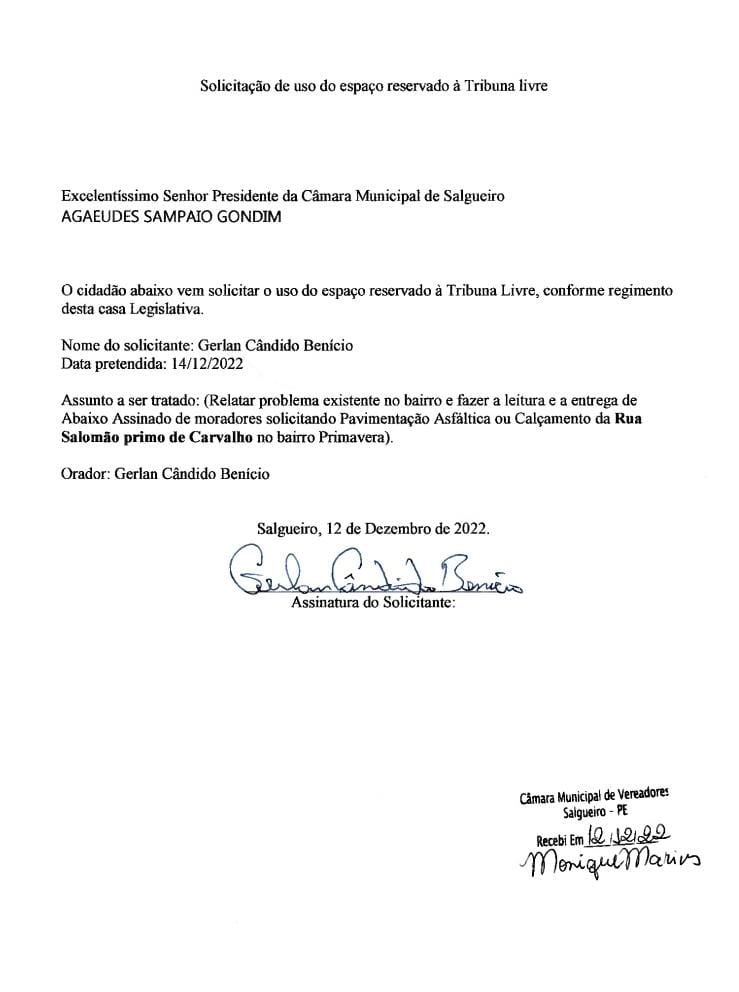 Solicitação de uso do espaço reservado à Tribuna livre
Excelentíssimo Senhor Presidente da Câmara Municipal de Salgueiro
AGAEUDES SAMPAIO GONDIM
O cidadão abaixo vem solicitar o uso do espaço reservado à Tribuna Livre, conforme regimento
desta casa Legislativa.
Nome do solicitante: Gerlan Cândido Benício
Data pretendida: 14/12/2022
Assunto a ser tratado: (Relatar problema existente no bairro e fazer a leitura e a entrega de
Abaixo Assinado de moradores solicitando Pavimentação Asfáltica ou Calçamento da Rua
Salomão primo de Carvalho no bairro Primavera).
Orador: Gerlan Cândido Benício
Salgueiro, 12 de Dezembro de 2022.
Gerlan Cândido Benício
Assinatura do Solicitante:
Câmara Municipal de Vereadores
Salgueiro - PE
Recebi Em 12/12/22
Monique